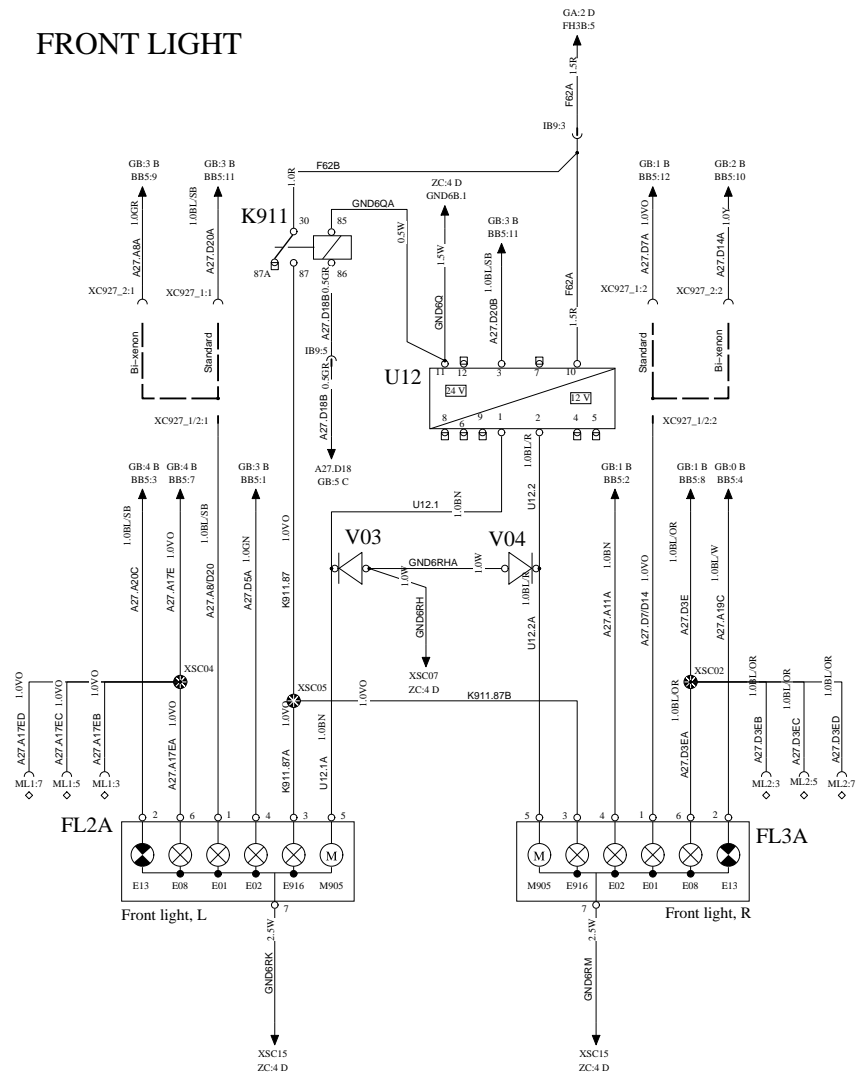 FRONT LIGHT
GA:2 D
FH3B:5
1.5R
F62A
IB9:3
GB:3 B
BB5:9
GB:3 B
BB5:11
1.0GR
A27.A8A
1.0BL/SB
A27.D20A
XC927_2:1
XC927_1:1
Bi-xenon
Standard
XC927_1/2:1
F62B
1.0R
K911
30
85
87A
87
86
GND6QA
0.5W
ZC:4 D
GND6B.1
1.5W
GND6Q
GB:3 B
BB5:11
1.0BL/SB
A27.D20B
F62A
1.5R
GB:1 B
BB5:12
GB:2 B
BB5:10
1.0VO
A27.D7A
1.0Y
A27.D14A
XC927_1:2
XC927_2:2
Standard
Bi-xenon
XC927_1/2:2
0.5GR
A27.D18B
IB9:5
0.5GR
A27.D18B
A27.D18
GB:5 C
U12
11
12
3
7
10
24 V
12 V
8
6
9
1
2
4
5
U12.1
1.0BN
1.0BL/R
U12.2
GB:4 B
BB5:3
GB:4 B
BB5:7
GB:3 B
BB5:1
GB:1 B
BB5:2
GB:1 B
BB5:8
GB:0 B
BB5:4
1.0BL/SB
A27.A20C
1.0VO
A27.A17E
1.0BL/SB
A27.A8/D20
1.0GN
A27.D5A
1.0VO
K911.87
V03
V04
GND6RHA
1.0W
1.0W
GND6RH
1.0BL/R
U12.2A
XSC07
ZC:4 D
1.0BN
A27.A11A
1.0VO
A27.D7/D14
1.0BL/OR
A27.D3E
1.0BL/W
A27.A19C
XSC04
XSC05
XSC02
K911.87B
1.0VO
1.0VO
A27.A17ED
1.0VO
A27.A17EC
1.0VO
A27.A17EB
1.0VO
A27.A17EA
1.0VO
K911.87A
1.0BN
U12.1A
1.0BL/OR
A27.D3EA
1.0BL/OR
A27.D3EB
1.0BL/OR
A27.D3EC
1.0BL/OR
A27.D3ED
ML1:7
ML1:5
ML1:3
ML2:3
ML2:5
ML2:7
FL2A
2
6
1
4
3
5
E13
E08
E01
E02
E916
M
M905
7
Front light, L
FL3A
5
3
4
1
6
2
M
M905
E916
E02
E01
E08
E13
7
Front light, R
2.5W
GND6RK
XSC15
ZC:4 D
2.5W
GND6RM
XSC15
ZC:4 D